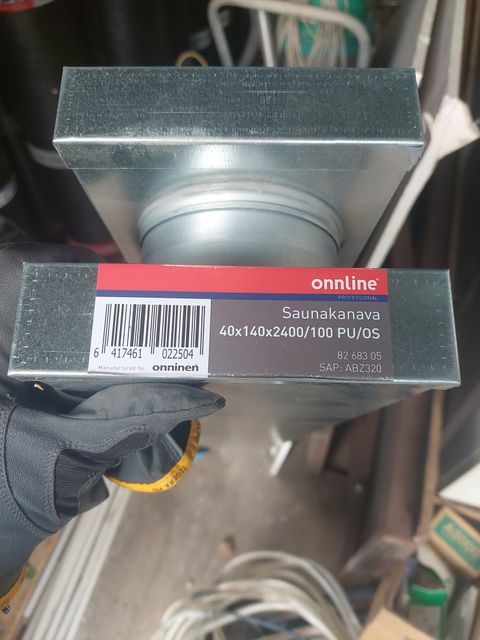 onnline
PROFESSIONAL
Saunakanava
40x140x2400/100 PU/OS
82 683 05
SAP: ABZ320
6 417461 022504
Manufactured for: onninen